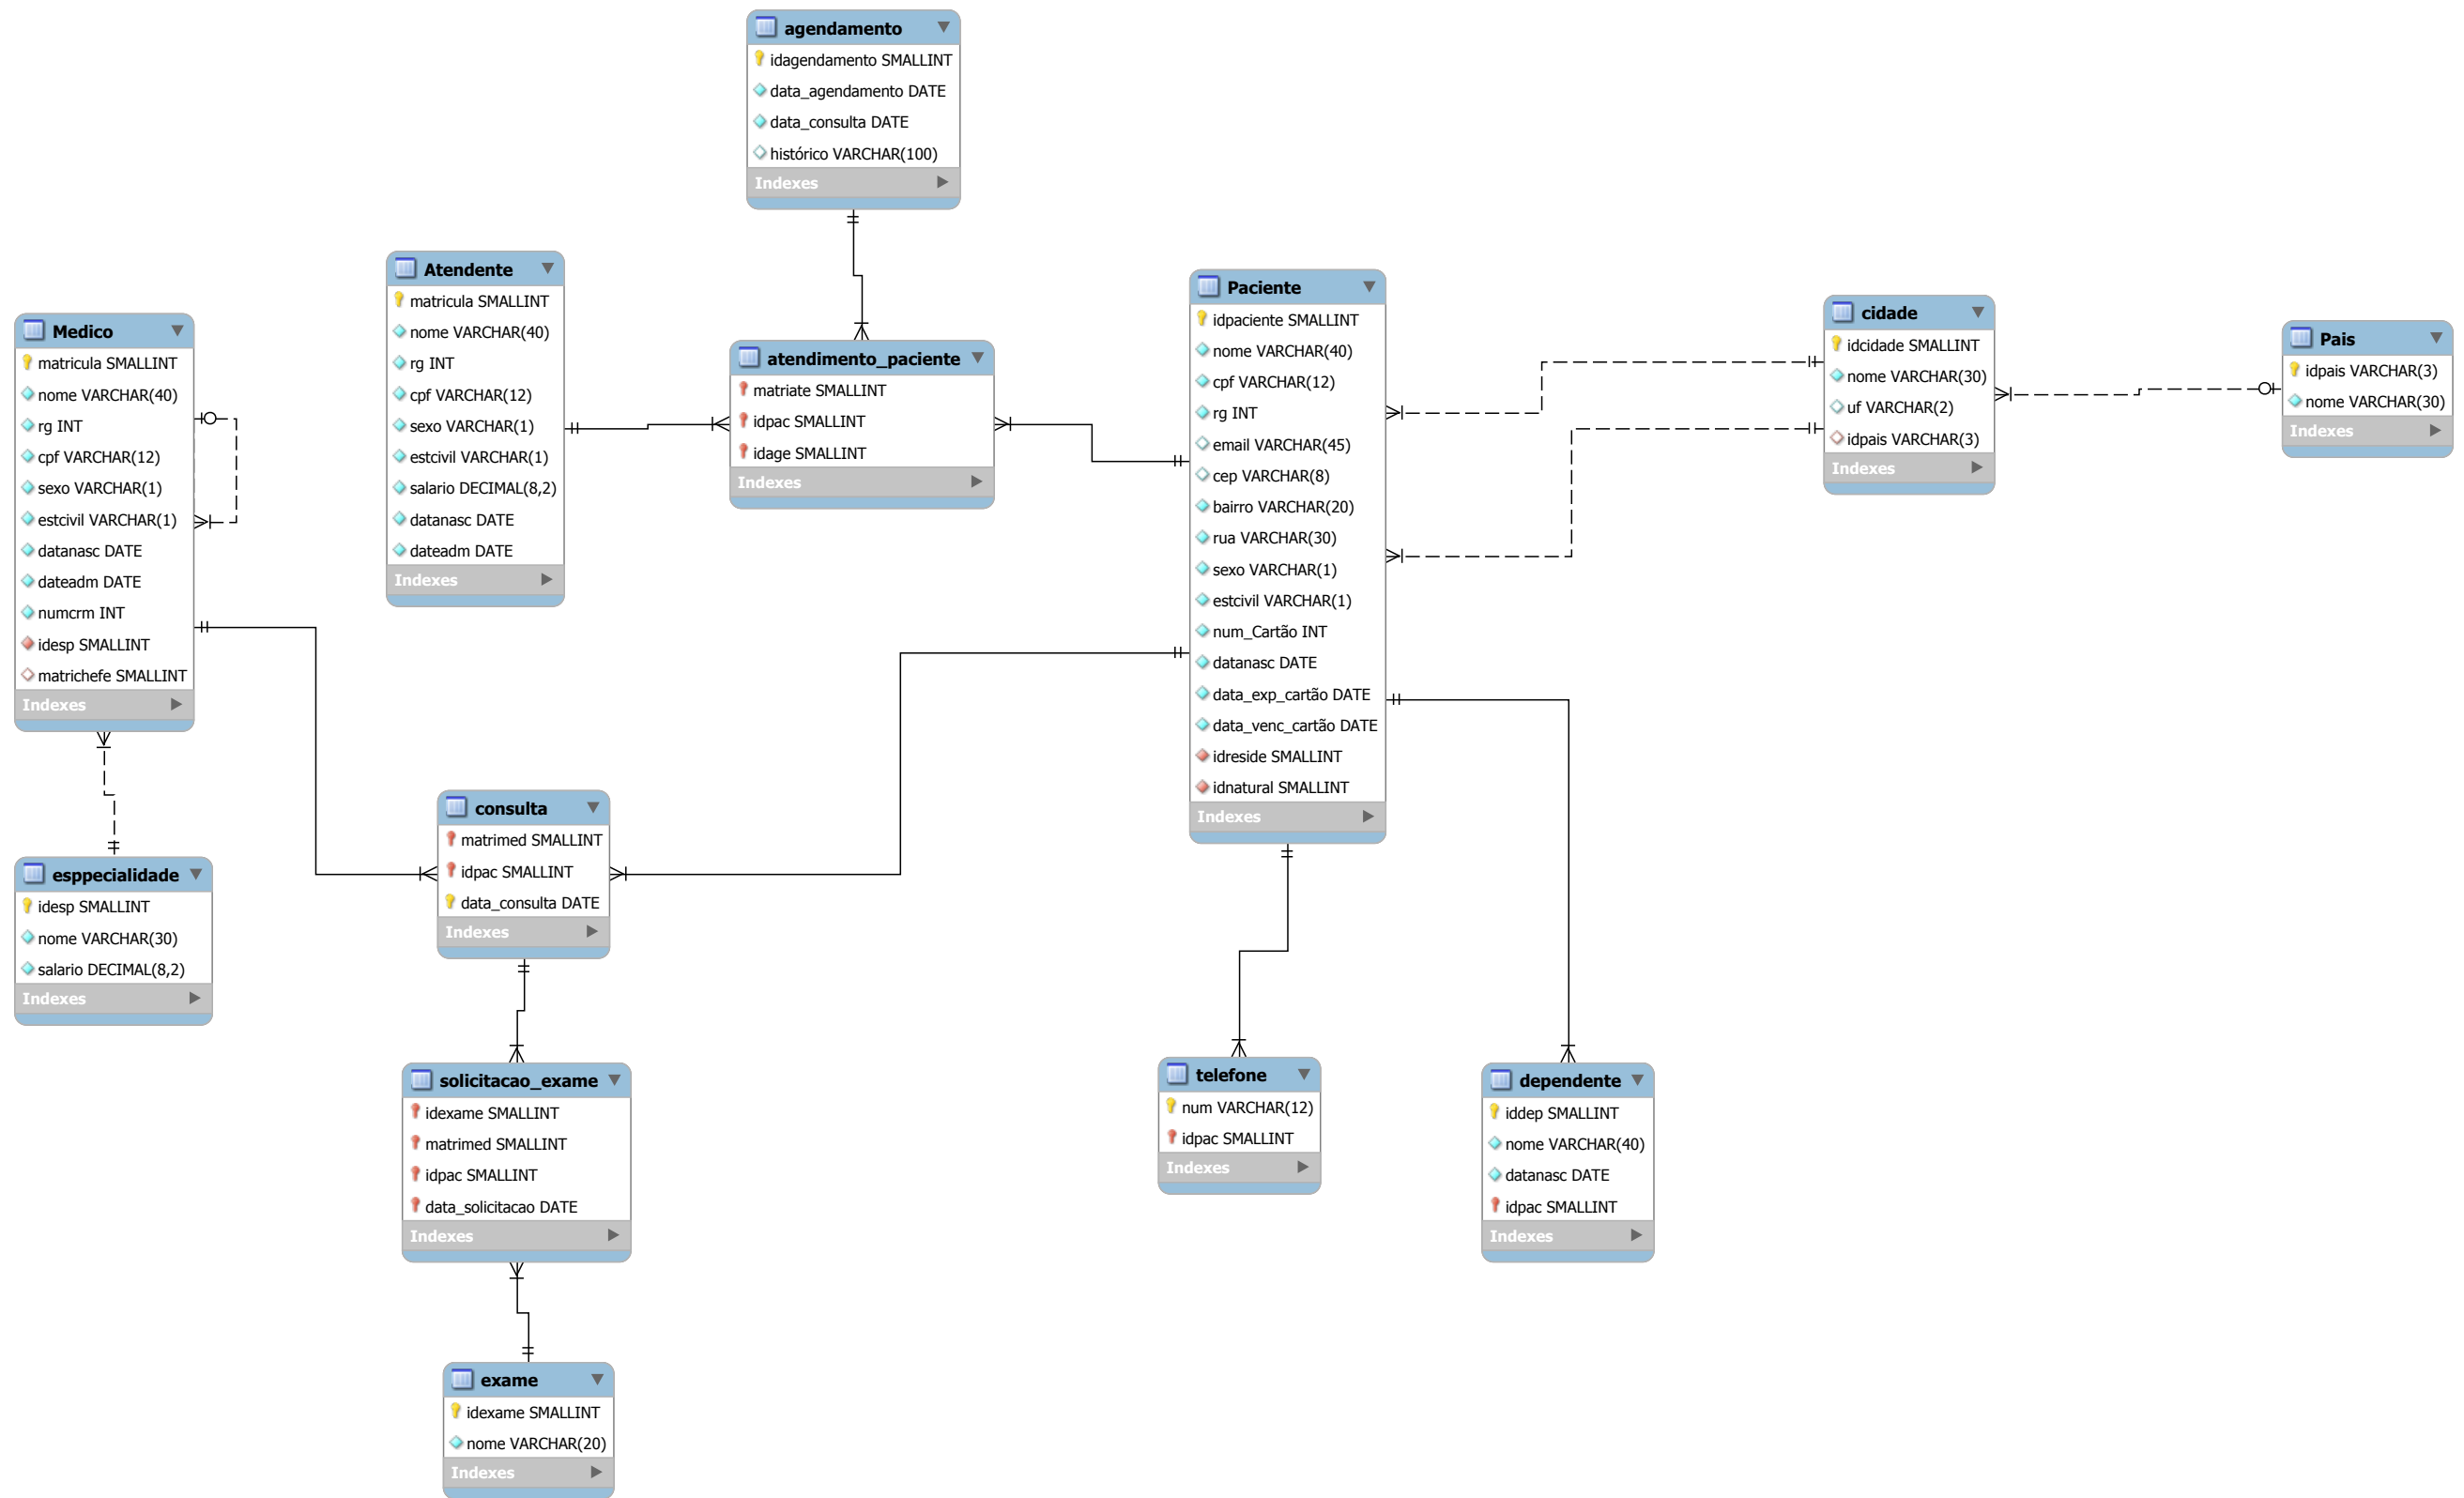 agendamento
idagendamento SMALLINT
data_agendamento DATE
data_consulta DATE
histórico VARCHAR(100)
Indexes
Atendente
matricula SMALLINT
nome VARCHAR(40)
rg INT
cpf VARCHAR(12)
sexo VARCHAR(1)
estcivil VARCHAR(1)
salario DECIMAL(8,2)
datanasc DATE
dateadm DATE
Indexes
Paciente
idpaciente SMALLINT
nome VARCHAR(40)
cpf VARCHAR(12)
rg INT
email VARCHAR(45)
cep VARCHAR(8)
bairro VARCHAR(20)
rua VARCHAR(30)
sexo VARCHAR(1)
estcivil VARCHAR(1)
num_Cartão INT
datanasc DATE
data_exp_cartão DATE
data_venc_cartão DATE
idreside SMALLINT
idnatural SMALLINT
Indexes
cidade
idcidade SMALLINT
nome VARCHAR(30)
uf VARCHAR(2)
idpais VARCHAR(3)
Indexes
Pais
idpais VARCHAR(3)
nome VARCHAR(30)
Indexes
Medico
matricula SMALLINT
nome VARCHAR(40)
rg INT
cpf VARCHAR(12)
sexo VARCHAR(1)
estcivil VARCHAR(1)
datanasc DATE
dateadm DATE
numcrm INT
idesp SMALLINT
matrichefe SMALLINT
Indexes
atendimento_paciente
matriate SMALLINT
idpac SMALLINT
idage SMALLINT
Indexes
consulta
matrimed SMALLINT
idpac SMALLINT
data_consulta DATE
Indexes
esppecialidade
idesp SMALLINT
nome VARCHAR(30)
salario DECIMAL(8,2)
Indexes
solicitacao_exame
idexame SMALLINT
matrimed SMALLINT
idpac SMALLINT
data_solicitacao DATE
Indexes
telefone
num VARCHAR(12)
idpac SMALLINT
Indexes
dependente
iddep SMALLINT
nome VARCHAR(40)
datanasc DATE
idpac SMALLINT
Indexes
exame
idexame SMALLINT
nome VARCHAR(20)
Indexes